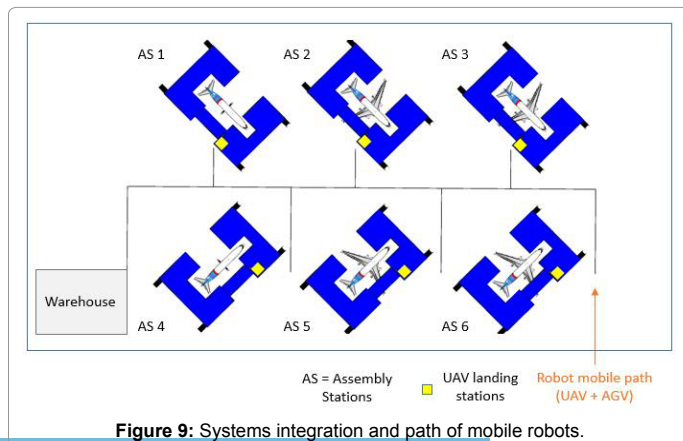 AS 1
AS 2
AS 3
Warehouse
AS 4
AS 5
AS 6
AS = Assembly
Stations
UAV landing
stations
Robot mobile path
(UAV + AGV)
Figure 9: Systems integration and path of mobile robots.